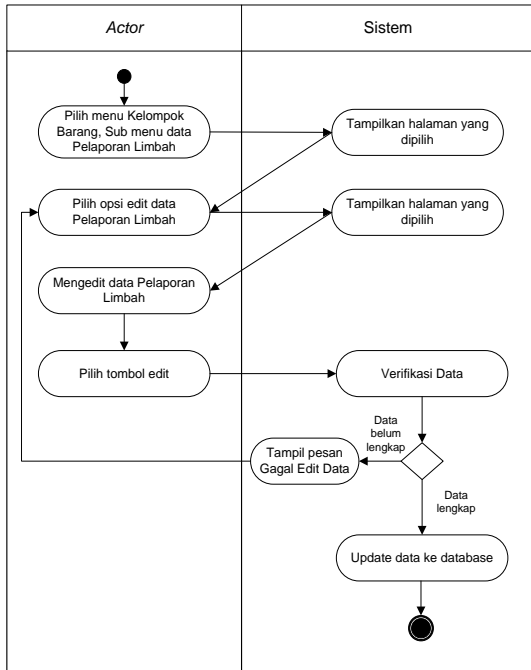 Actor
Sistem
Pilih menu Kelompok
Barang, Sub menu data
Pelaporan Limbah
Tampilkan halaman yang
dipilih
Pilih opsi edit data
Pelaporan Limbah
Tampilkan halaman yang
dipilih
Mengedit data Pelaporan
Limbah
Pilih tombol edit
Verifikasi Data
Data
belum
lengkap
Tampil pesan
Gagal Edit Data
Data
lengkap
Update data ke database